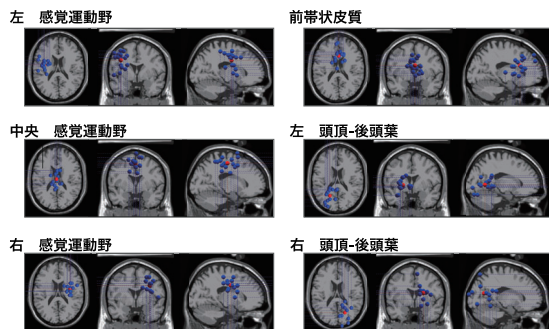 左　感覚運動野
前帯状皮質
中央　感覚運動野
左　頭頂-後頭葉
右　感覚運動野
右　頭頂-後頭葉